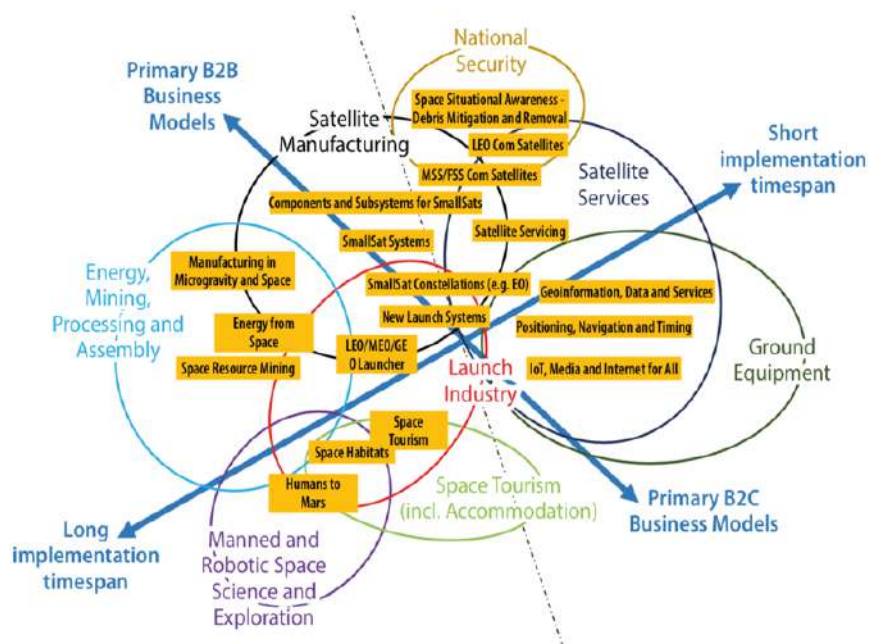 National
Security
Primary B2B
Business
Models
Space Situational Awareness -
Debris Mitigation and Removal
Satellite
Manufacturing
LEO Com Satellites
Short
implementation
timespan
MSS/FSS Com Satellites
Satellite
Services
Components and Subsystems for SmallSats
Satellite Servicing
SmallSat Systems
Manufacturing in
Microgravity and Space
Energy,
Mining,
Processing and
Assembly
SmallSat Constellations (e.g. EO)
Geoinformation, Data and Services
New Launch Systems
Positioning, Navigation and Timing
Energy from
Space
LEO/MEO/GE
O Launcher
Space Resource Mining
Launch
Industry
IoT, Media and Internet for All
Ground
Equipment
Space
Tourism
Space Habitats
Humans to
Mars
Space Tourism
(incl. Accommodation)
Primary B2C
Business Models
Long
implementation
timespan
Manned and
Robotic Space
Science and
Exploration